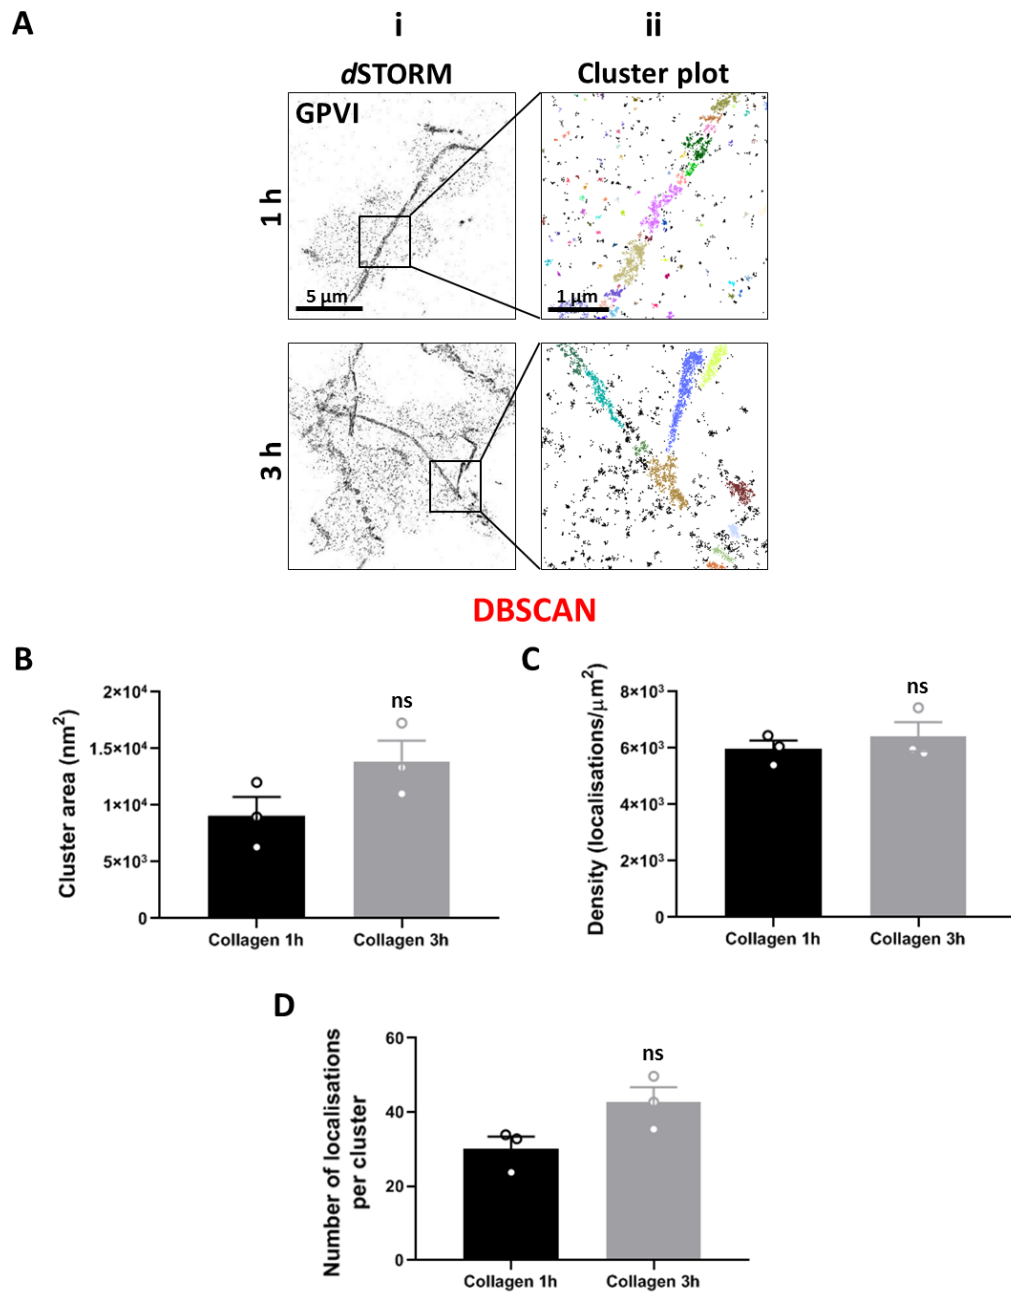 A
i
ii
dSTORM
Cluster plot
GPVI
1 h
5 µm
1 µm
3 h
DBSCAN
B
Cluster area (nm²)
2×10⁴
1.5×10⁴
1×10⁴
5×10³
0
ns
Collagen 1h
Collagen 3h
C
Density (localisations/µm²)
8×10³
6×10³
4×10³
2×10³
0
ns
Collagen 1h
Collagen 3h
D
Number of localisations
per cluster
60
40
20
0
ns
Collagen 1h
Collagen 3h